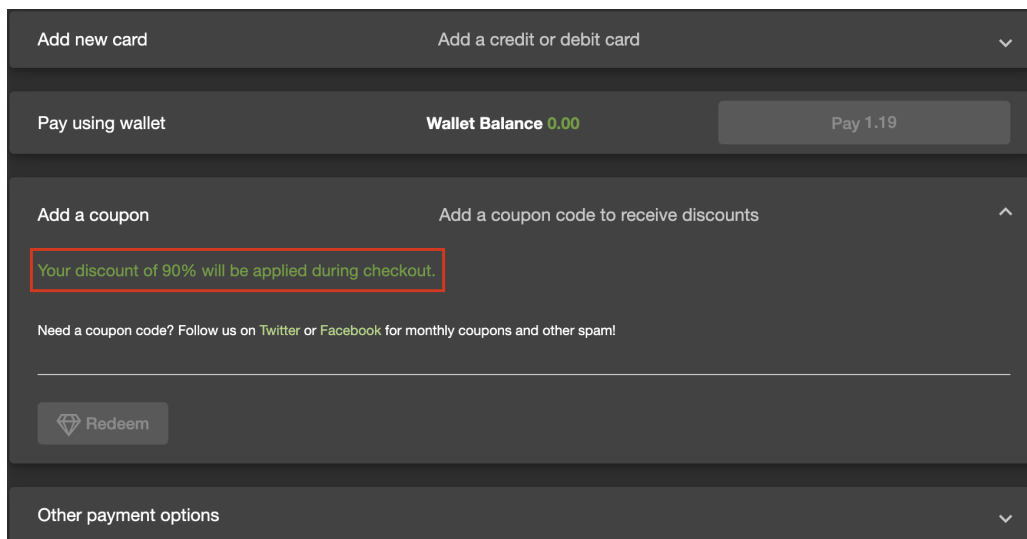 Add new card Add a credit or debit card
Pay using wallet Wallet Balance 0.00 Pay 1.19
Add a coupon Add a coupon code to receive discounts
Your discount of 90% will be applied during checkout.
Need a coupon code? Follow us on Twitter or Facebook for monthly coupons and other spam!
Redeem
Other payment options